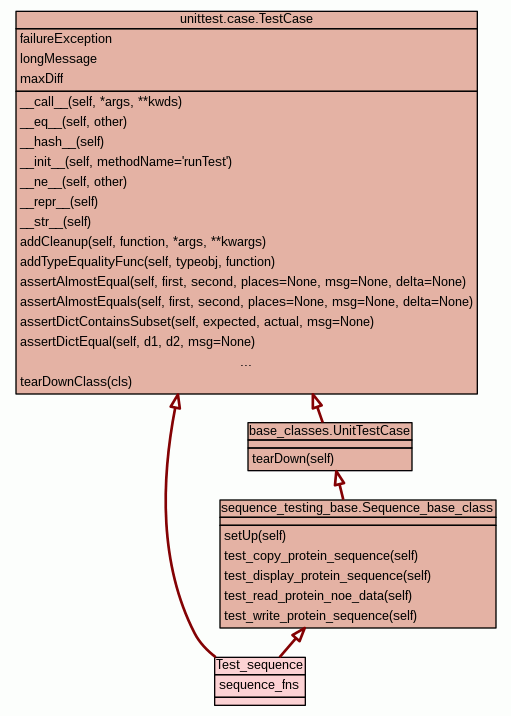 unittest.case.TestCase
failureException
longMessage
maxDiff
__call__(self, *args, **kwds)
__eq__(self, other)
__hash__(self)
__init__(self, methodName='runTest')
__ne__(self, other)
__repr__(self)
__str__(self)
addCleanup(self, function, *args, **kwargs)
addTypeEqualityFunc(self, typeobj, function)
assertAlmostEqual(self, first, second, places=None, msg=None, delta=None)
assertAlmostEquals(self, first, second, places=None, msg=None, delta=None)
assertDictContainsSubset(self, expected, actual, msg=None)
assertDictEqual(self, d1, d2, msg=None)
...
tearDownClass(cls)
base_classes.UnitTestCase
tearDown(self)
sequence_testing_base.Sequence_base_class
setUp(self)
test_copy_protein_sequence(self)
test_display_protein_sequence(self)
test_read_protein_noe_data(self)
test_write_protein_sequence(self)
Test_sequence
sequence_fns